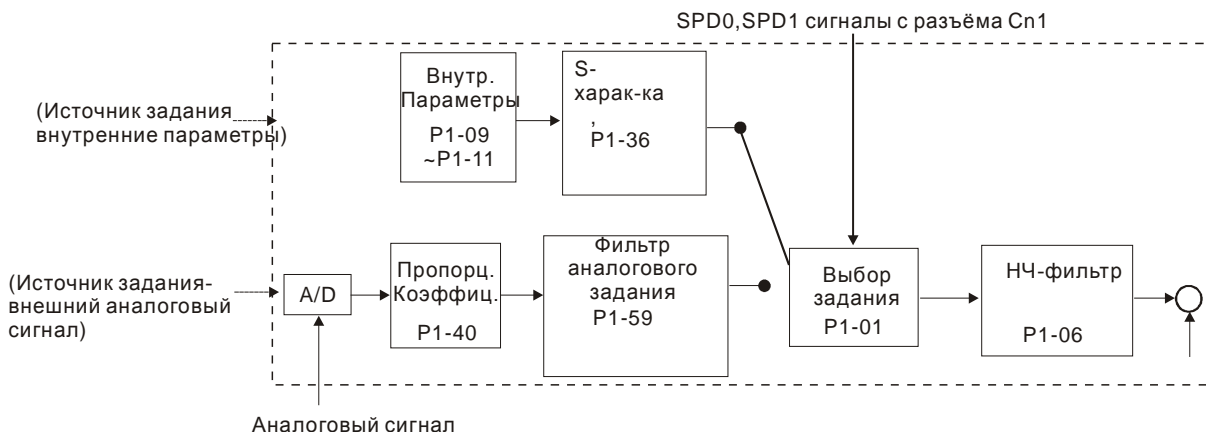 SPD0,SPD1 сигналы с разъёма Cn1
(Источник задания
внутренние параметры)
Внутр.
Параметры
P1-09
~P1-11
S-
харак-ка
,
P1-36
(Источник задания-
внешний аналоговый
сигнал)
A/D
Пропорц.
Коэффиц.
P1-40
Фильтр
аналогового
задания
P1-59
Выбор
задания
P1-01
НЧ-фильтр
P1-06
Аналоговый сигнал